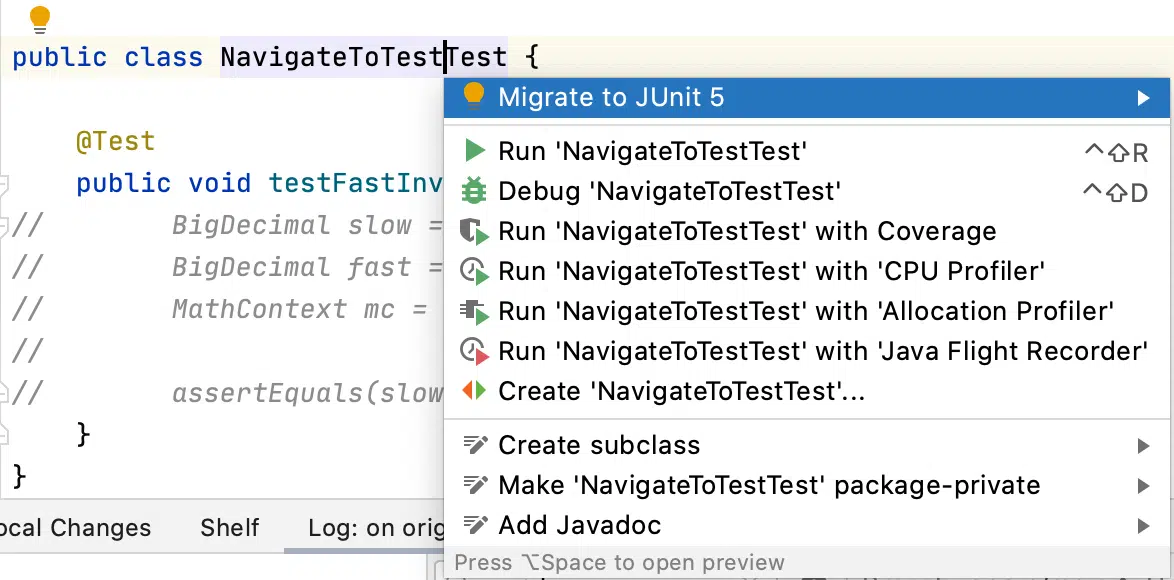 public class NavigateToTestTest {
Migrate to JUnit 5
@Test
Run 'NavigateToTestTest' ^⇧R
public void testFastInv
Debug 'NavigateToTestTest' ^⇧D
// BigDecimal slow =
Run 'NavigateToTestTest' with Coverage
// BigDecimal fast =
Run 'NavigateToTestTest' with 'CPU Profiler'
// MathContext mc =
Run 'NavigateToTestTest' with 'Allocation Profiler'
//
Run 'NavigateToTestTest' with 'Java Flight Recorder'
// assertEquals(slow
Create 'NavigateToTestTest'...
}
Create subclass
}
Make 'NavigateToTestTest' package-private
ocal Changes Shelf Log: on orig
Add Javadoc
Press ⌥Space to open preview